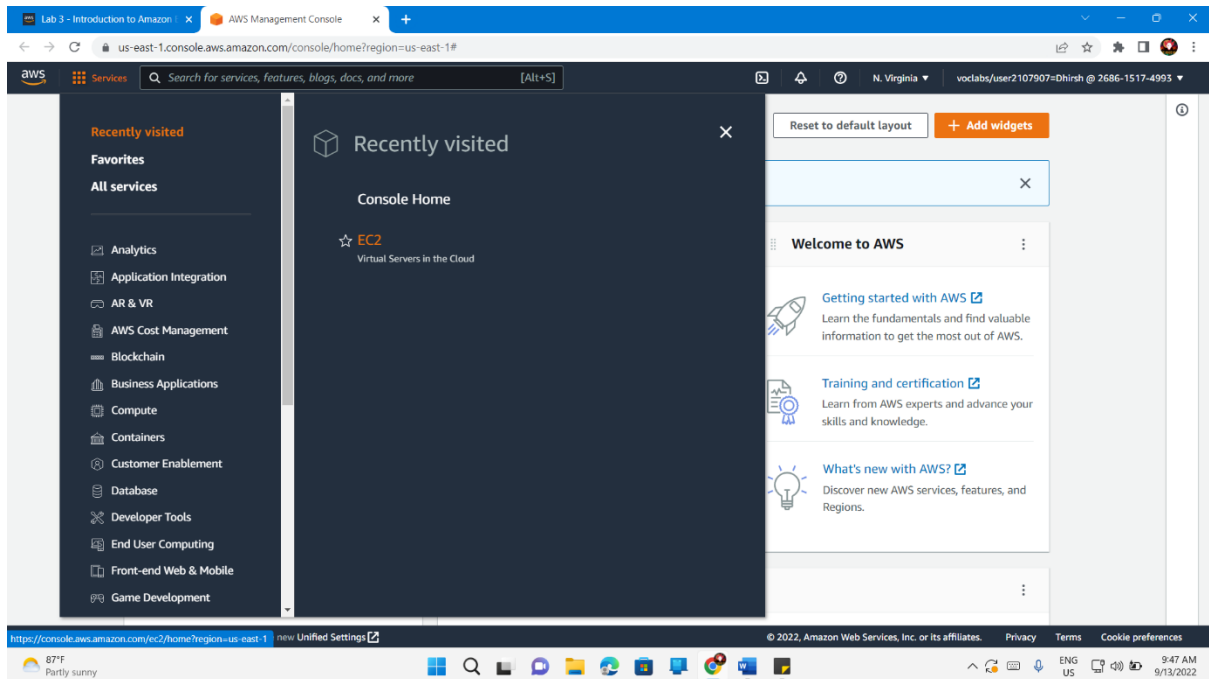 Lab 3 - Introduction to Amazon
AWS Management Console
us-east-1.console.aws.amazon.com/console/home?region=us-east-1#
aws
Services
Search for services, features, blogs, docs, and more
[Alt+S]
N. Virginia
voclabs/user2107907=Dhirsh @ 2686-1517-4993
Recently visited
Favorites
All services
Analytics
Application Integration
AR & VR
AWS Cost Management
Blockchain
Business Applications
Compute
Containers
Customer Enablement
Database
Developer Tools
End User Computing
Front-end Web & Mobile
Game Development
Recently visited
Console Home
EC2
Virtual Servers in the Cloud
Reset to default layout
+ Add widgets
Welcome to AWS
Getting started with AWS
Learn the fundamentals and find valuable
information to get the most out of AWS.
Training and certification
Learn from AWS experts and advance your
skills and knowledge.
What's new with AWS?
Discover new AWS services, features, and
Regions.
https://console.aws.amazon.com/ec2/home?region=us-east-1
new Unified Settings
© 2022, Amazon Web Services, Inc. or its affiliates.
Privacy
Terms
Cookie preferences
87°F
Partly sunny
ENG
US
9:47 AM
9/13/2022